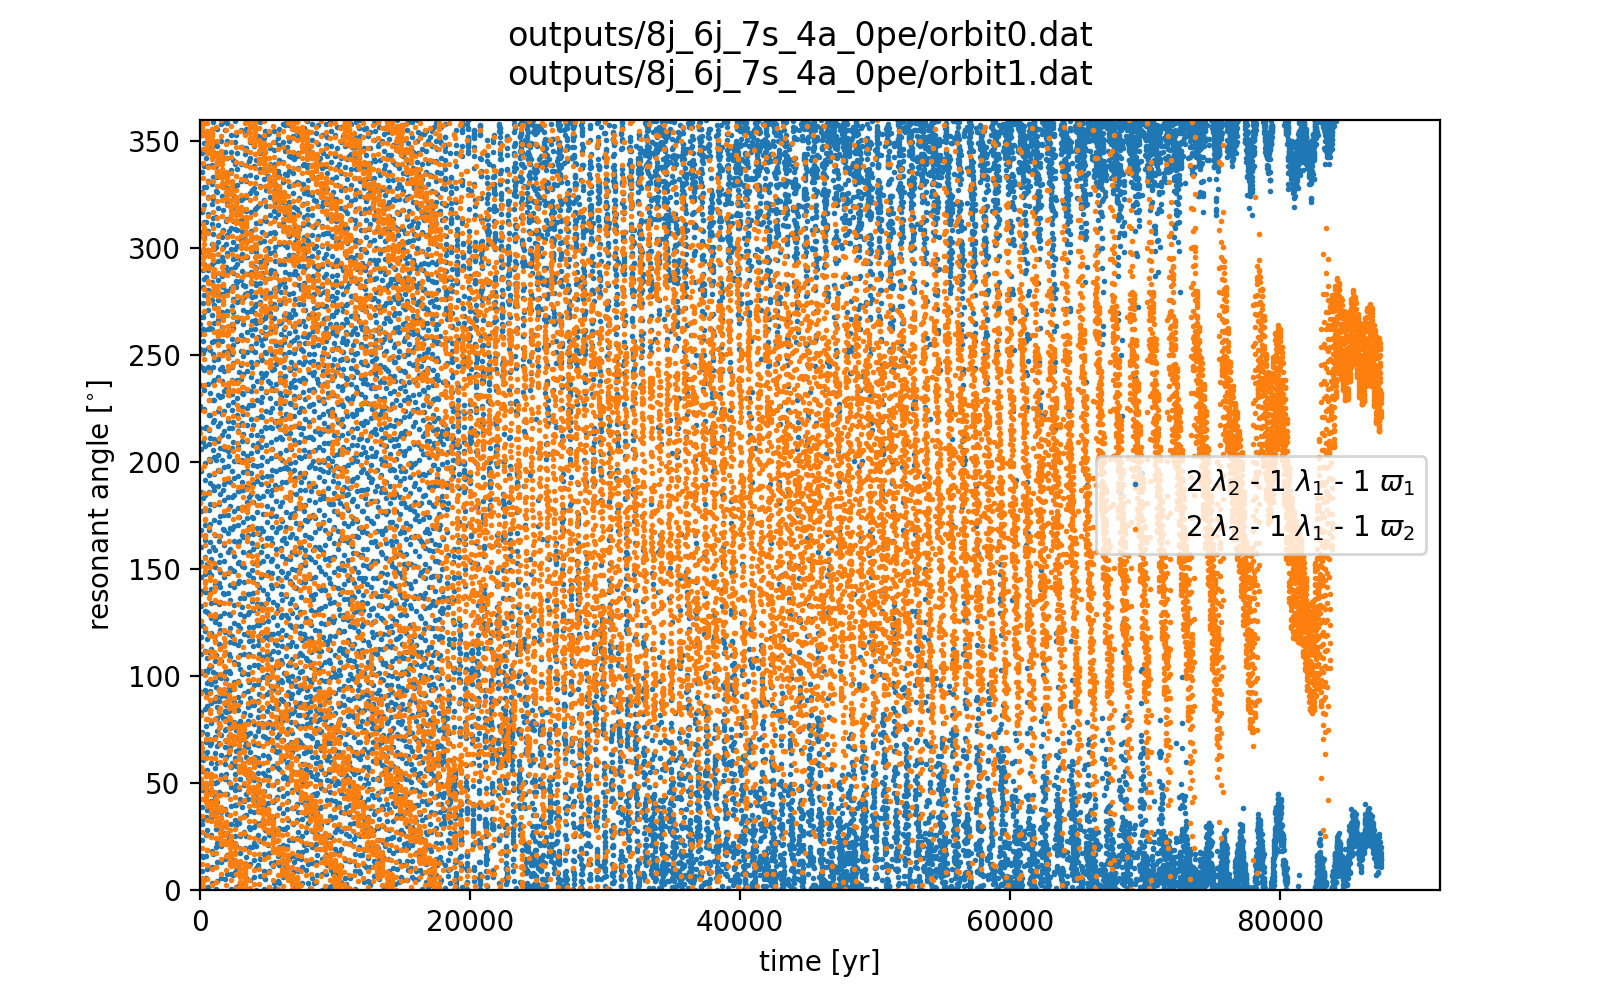 outputs/8j_6j_7s_4a_0pe/orbit0.dat
outputs/8j_6j_7s_4a_0pe/orbit1.dat
350
300
250
200
150
100
50
0
resonant angle [°]
2 λ₂ - 1 λ₁ - 1 ϖ₁
2 λ₂ - 1 λ₁ - 1 ϖ₂
0 20000 40000 60000 80000
time [yr]